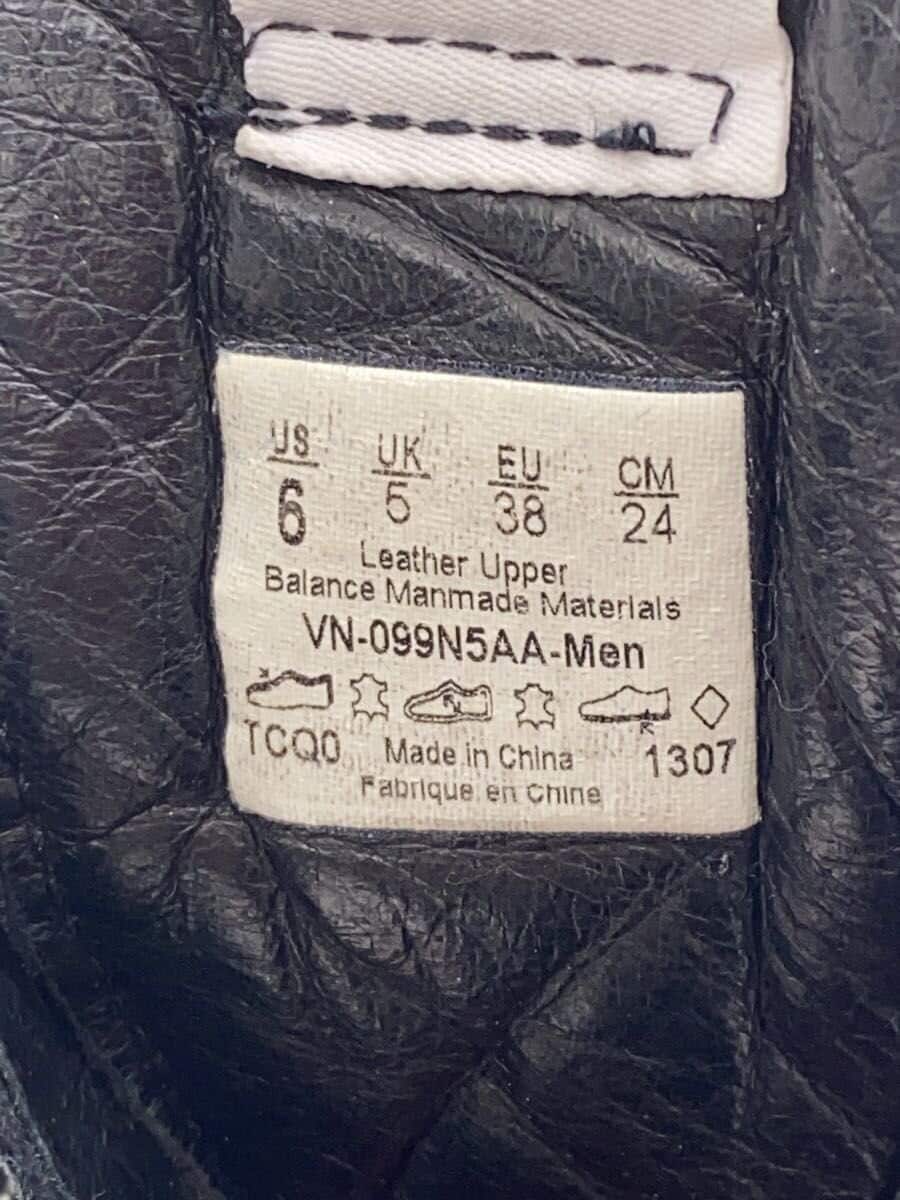 US UK EU CM
6 5 38 24
Leather Upper
Balance Manmade Materials
VN-099N5AA-Men
TCQ0 Made in China 1307
Fabrique en Chine